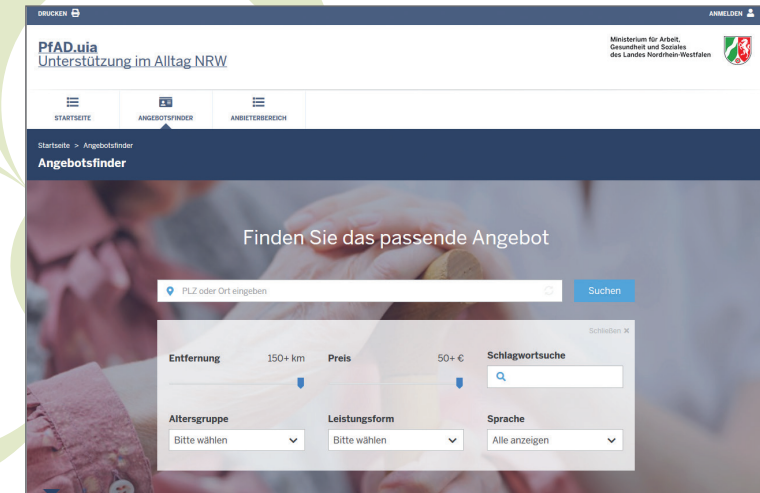 DRUCKEN
ANMELDEN
PfAD.uia
Unterstützung im Alltag NRW
Ministerium für Arbeit,
Gesundheit und Soziales
des Landes Nordrhein-Westfalen
STARTSEITE
ANGEBOTSFINDER
ANBIETERBEREICH
Startseite > Angebotsfinder
Angebotsfinder
Finden Sie das passende Angebot
PLZ oder Ort eingeben
Suchen
Schließen ×
Entfernung 150+ km
Preis 50+ €
Schlagwortsuche
Altersgruppe
Leistungsform
Sprache
Bitte wählen
Bitte wählen
Alle anzeigen